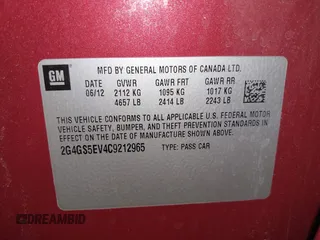 GM
MFD BY GENERAL MOTORS OF CANADA LTD.
DATE GVWR GAWR FRT GAWR RR
06/12 2112 KG 1095 KG 1017 KG
4657 LB 2414 LB 2243 LB
THIS VEHICLE CONFORMS TO ALL APPLICABLE U.S. FEDERAL MOTOR
VEHICLE SAFETY, BUMPER, AND THEFT PREVENTION STANDARDS IN
EFFECT ON THE DATE OF MANUFACTURE SHOWN ABOVE.
2G4GS5EV4C9212965 TYPE: PASS CAR
DREAMBID